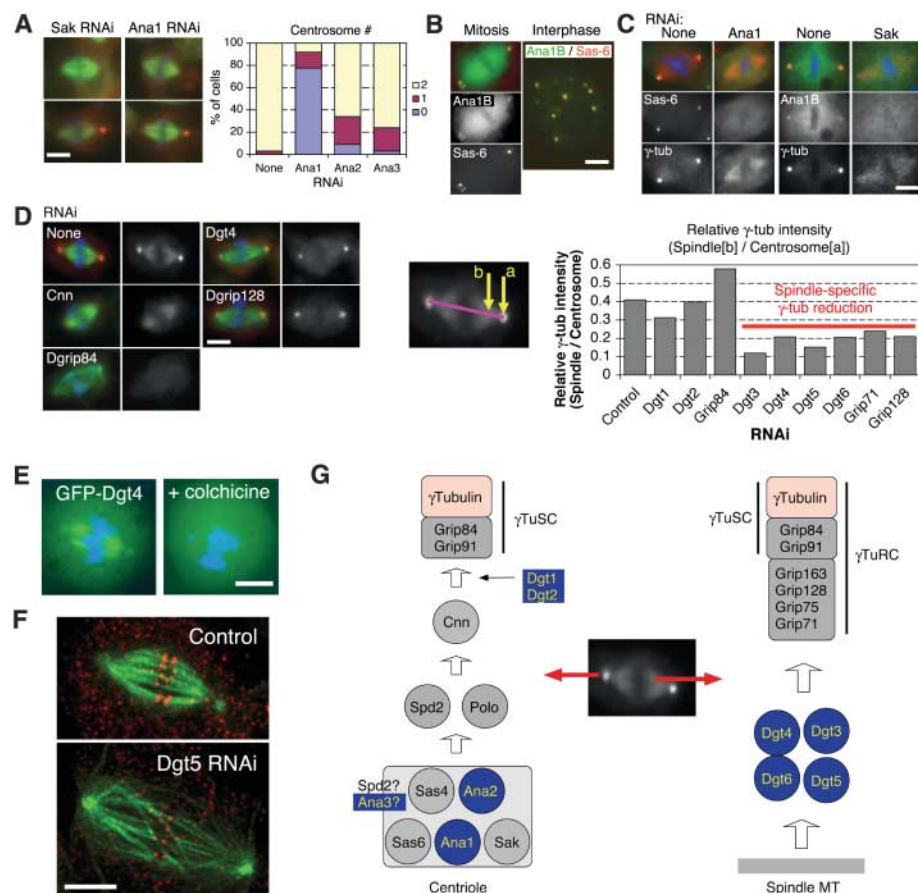 A
Sak RNAi
Ana1 RNAi
Centrosome #
% of cells
100
80
60
40
20
0
2
1
0
None
Ana1
Ana2
Ana3
RNAi
B
Mitosis
Interphase
Ana1B / Sas-6
Ana1B
Sas-6
C
RNAi:
None
Ana1
None
Sak
Sas-6
Ana1B
γ-tub
γ-tub
D
RNAi
None
Dgt4
Cnn
Dgrip128
Dgrip84
b
a
Relative γ-tub intensity
(Spindle[b] / Centrosome[a])
Relative γ-tub intensity
(Spindle / Centrosome)
0.6
0.5
0.4
0.3
0.2
0.1
0
Spindle-specific
γ-tub reduction
Control
Dgt1
Dgt2
Grip84
Dgt3
Dgt4
Dgt5
Dgt6
Grip71
Grip128
RNAi
E
GFP-Dgt4
+ colchicine
F
Control
Dgt5 RNAi
G
γTubulin
Grip84
Grip91
γTuSC
Dgt1
Dgt2
Cnn
Spd2
Polo
Spd2?
Ana3?
Sas4
Ana2
Sas6
Ana1
Sak
Centriole
γTubulin
γTuSC
Grip84
Grip91
γTuRC
Grip163
Grip128
Grip75
Grip71
Dgt4
Dgt3
Dgt6
Dgt5
Spindle MT